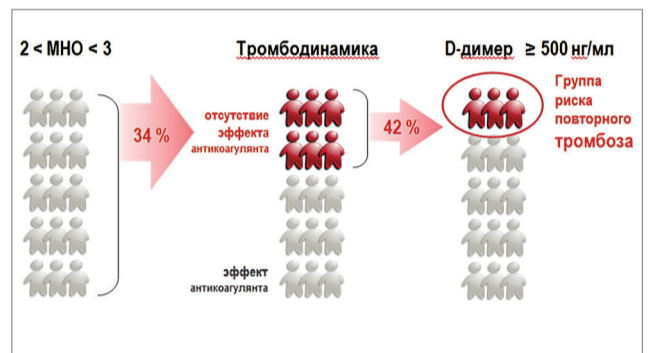 2 < МНО < 3
Тромбодинамика
D-димер ≥ 500 нг/мл
34 %
отсутствие
эффекта
антикоагулянта
42 %
Группа
риска
повторного
тромбоза
эффект
антикоагулянта